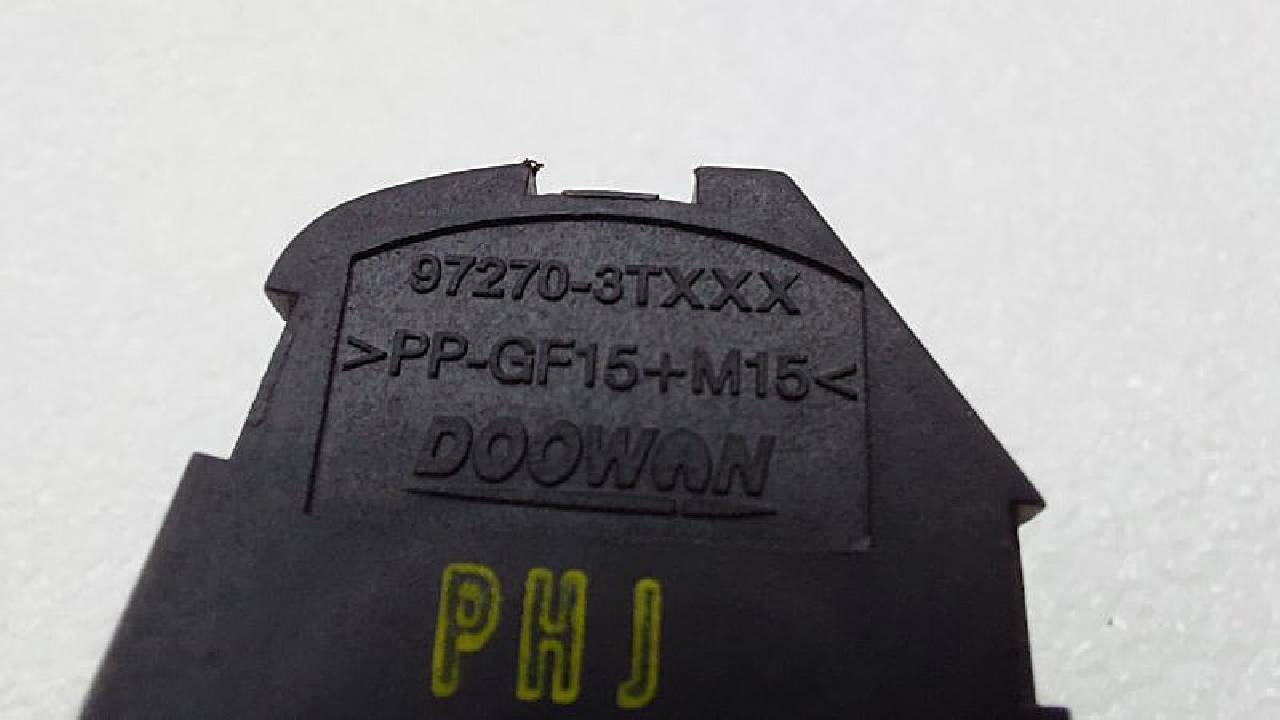 97270-3TXXX
>PP-GF15+M15<
DOOWON
PHJ